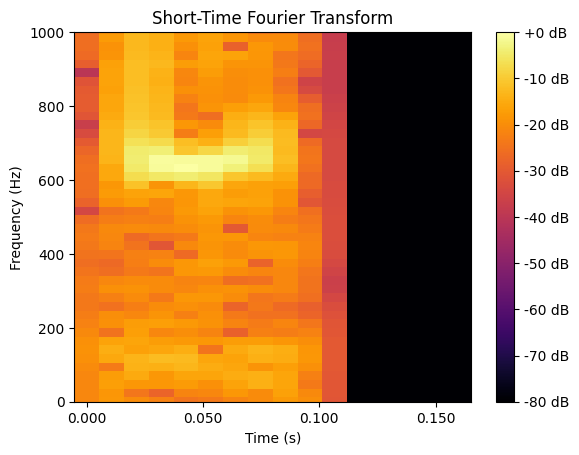 Short-Time Fourier Transform
1000
800
600
400
200
0
Frequency (Hz)
0.000
0.050
0.100
0.150
Time (s)
+0 dB
-10 dB
-20 dB
-30 dB
-40 dB
-50 dB
-60 dB
-70 dB
-80 dB